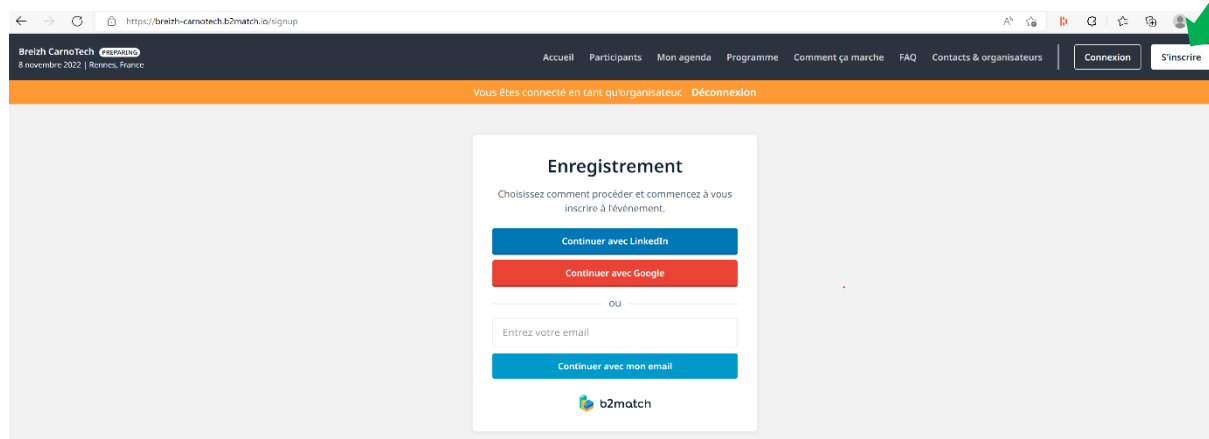 https://breizh-carnotech.b2match.io/signup
Breizh CarnoTech PREPARING
8 novembre 2022 | Rennes, France
Accueil Participants Mon agenda Programme Comment ça marche FAQ Contacts & organisateurs Connexion S'inscrire
Vous êtes connecté en tant qu'organisateur. Déconnexion
Enregistrement
Choisissez comment procéder et commencez à vous
inscrire à l'événement.
Continuer avec LinkedIn
Continuer avec Google
ou
Entrez votre email
Continuer avec mon email
b2match